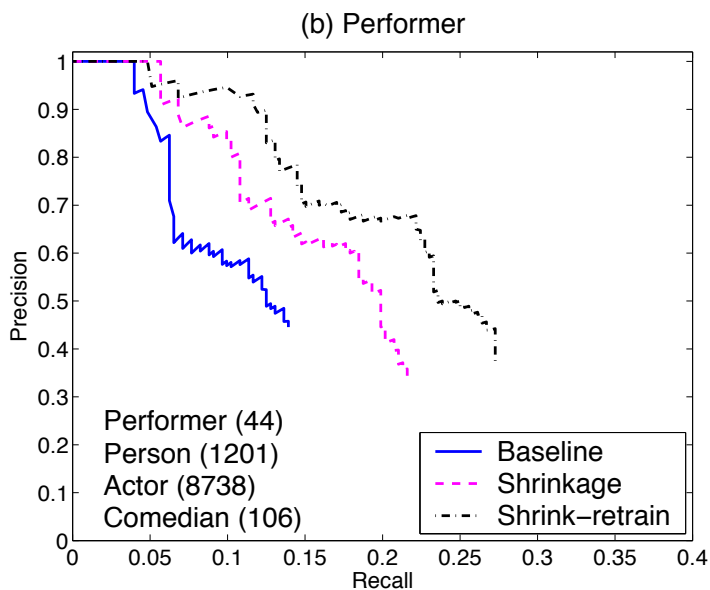 (b) Performer
1
0.9
0.8
0.7
0.6
0.5
0.4
0.3
0.2
0.1
0
Precision
Performer (44)
Person (1201)
Actor (8738)
Comedian (106)
Baseline
Shrinkage
Shrink−retrain
0 0.05 0.1 0.15 0.2 0.25 0.3 0.35 0.4
Recall